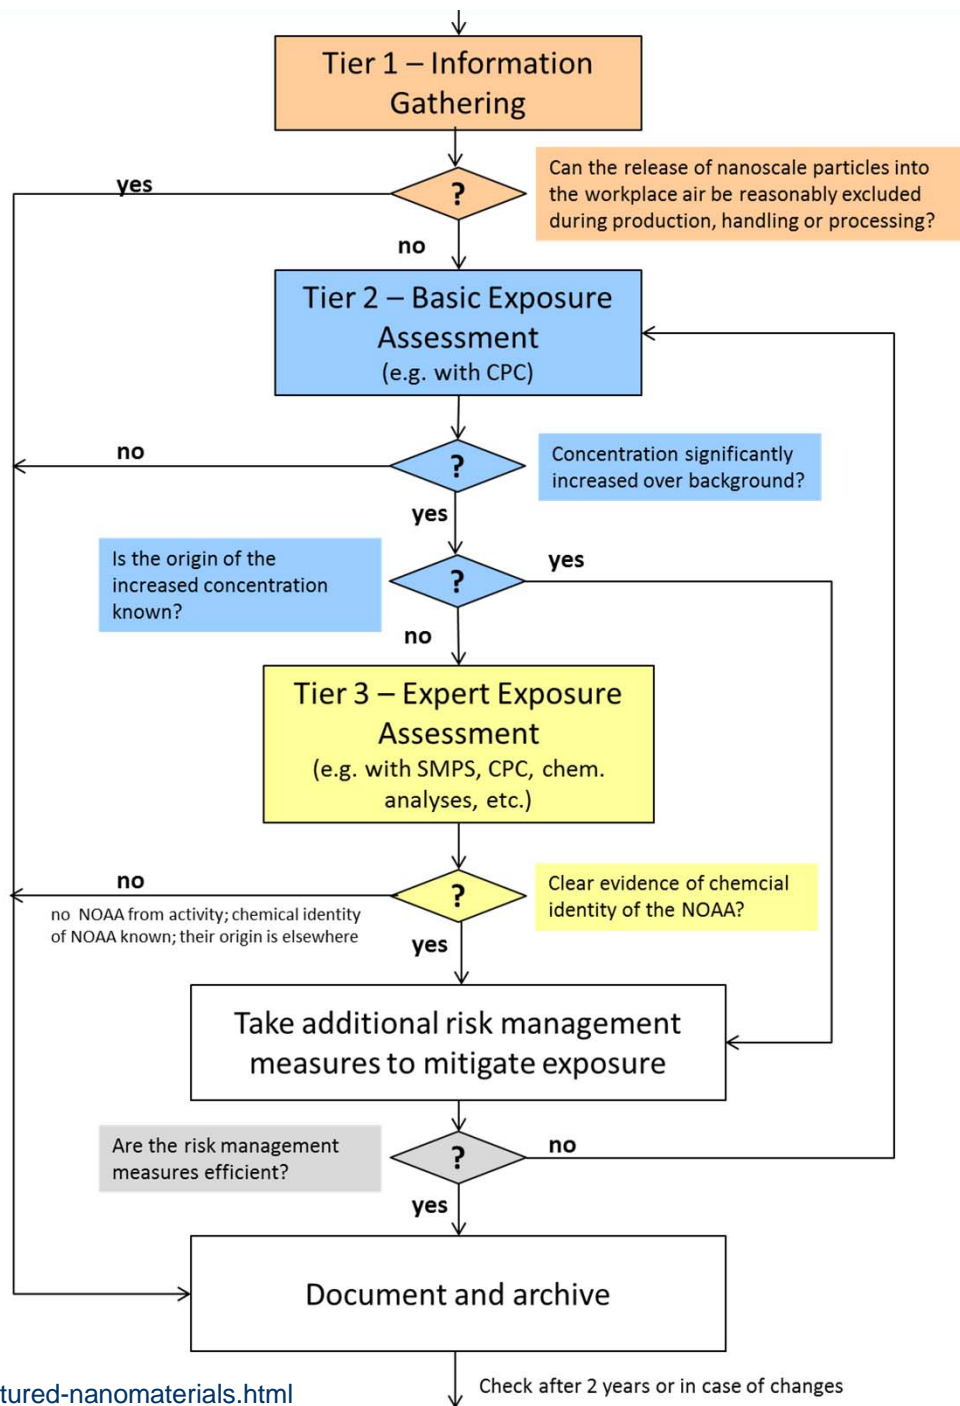 Tier 1 – Information
Gathering
?
yes
Can the release of nanoscale particles into
the workplace air be reasonably excluded
during production, handling or processing?
no
Tier 2 – Basic Exposure
Assessment
(e.g. with CPC)
?
no
Concentration significantly
increased over background?
yes
Is the origin of the
increased concentration
known?
?
yes
no
Tier 3 – Expert Exposure
Assessment
(e.g. with SMPS, CPC, chem.
analyses, etc.)
?
no
no NOAA from activity; chemical identity
of NOAA known; their origin is elsewhere
Clear evidence of chemcial
identity of the NOAA?
yes
Take additional risk management
measures to mitigate exposure
Are the risk management
measures efficient?
?
no
yes
Document and archive
tured-nanomaterials.html
Check after 2 years or in case of changes